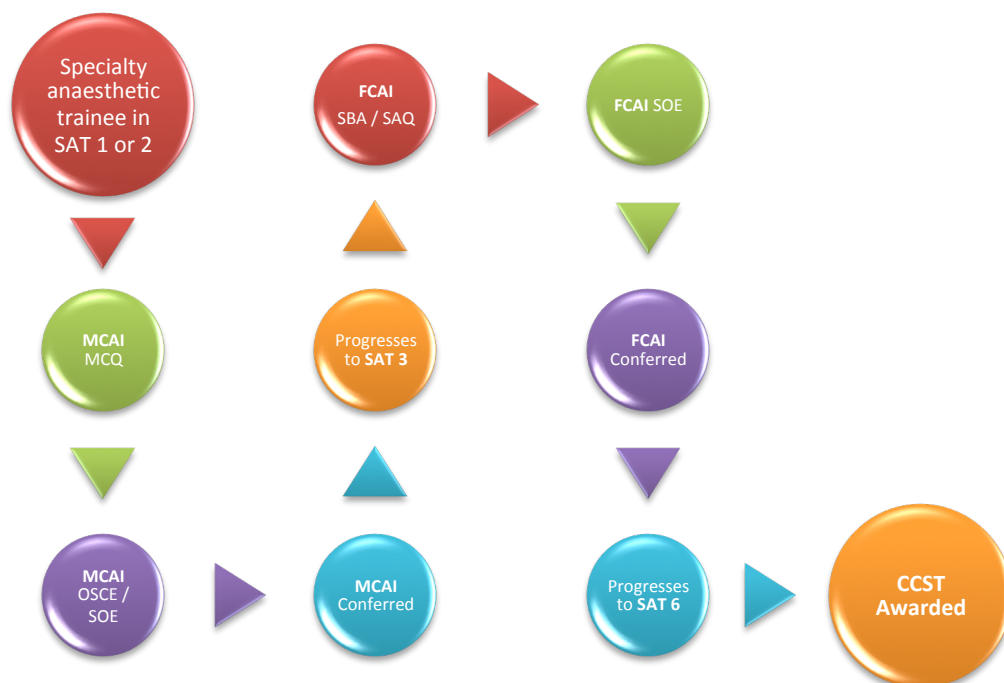 Specialty
anaesthetic
trainee in
SAT 1 or 2
MCAI
MCQ
MCAI
OSCE /
SOE
MCAI
Conferred
Progresses
to SAT 3
FCAI
SBA / SAQ
FCAI SOE
FCAI
Conferred
Progresses
to SAT 6
CCST
Awarded